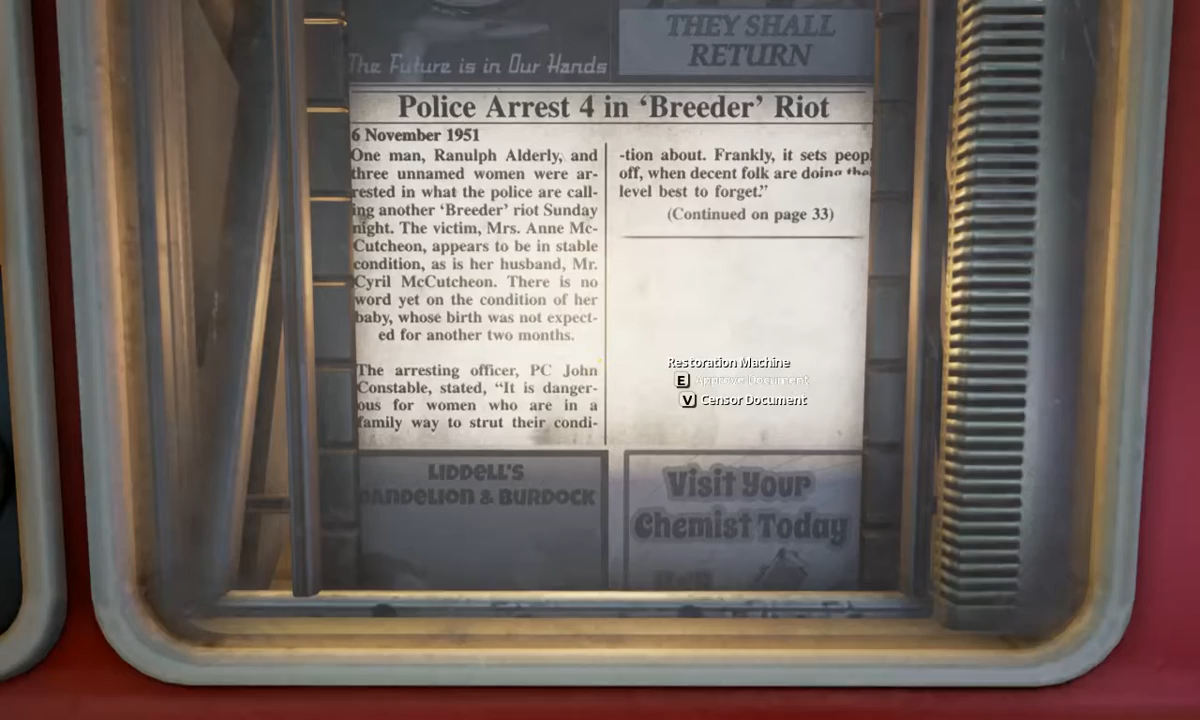 The Future is in Our Hands
THEY SHALL
RETURN
Police Arrest 4 in ‘Breeder’ Riot
6 November 1951
One man, Ranulph Alderly, and
three unnamed women were ar-
rested in what the police are call-
ing another ‘Breeder’ riot Sunday
night. The victim, Mrs. Anne Mc-
Cutcheon, appears to be in stable
condition, as is her husband, Mr.
Cyril McCutcheon. There is no
word yet on the condition of her
baby, whose birth was not expect-
ed for another two months.
The arresting officer, PC John
Constable, stated, “It is danger-
ous for women who are in a
family way to strut their condi-
-tion about. Frankly, it sets peopl
off, when decent folk are doing thei
level best to forget.”
(Continued on page 33)
Restoration Machine
E Approve Document
V Censor Document
LIDDELL'S
DANDELION & BURDOCK
Visit Your
Chemist Today